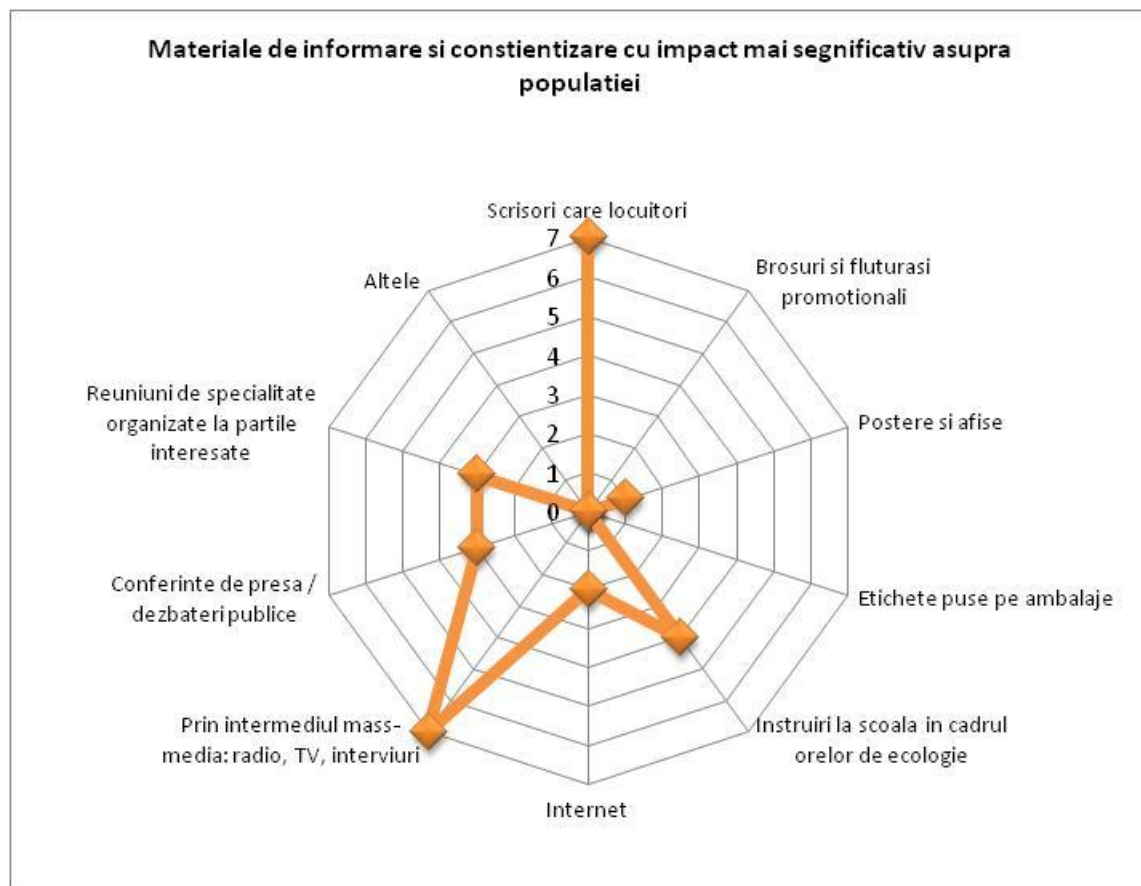 Materiale de informare si constientizare cu impact mai segnificativ asupra
populatiei
Scrisori care locuitori
7
6
5
4
3
2
1
0
Brosuri si fluturasi
promotionali
Postere si afise
Etichete puse pe ambalaje
Instruiri la scoala in cadrul
orelor de ecologie
Internet
Prin intermediul mass-
media: radio, TV, interviuri
Conferinte de presa /
dezbateri publice
Reuniuni de specialitate
organizate la partile
interesate
Altele